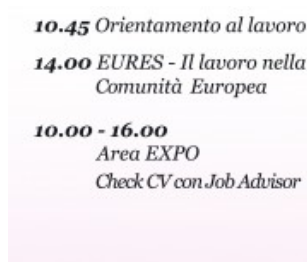 10.45 Orientamento al lavoro
14.00 EURES - Il lavoro nella
Comunità Europea
10.00 - 16.00
Area EXPO
Check CV con Job Advisor